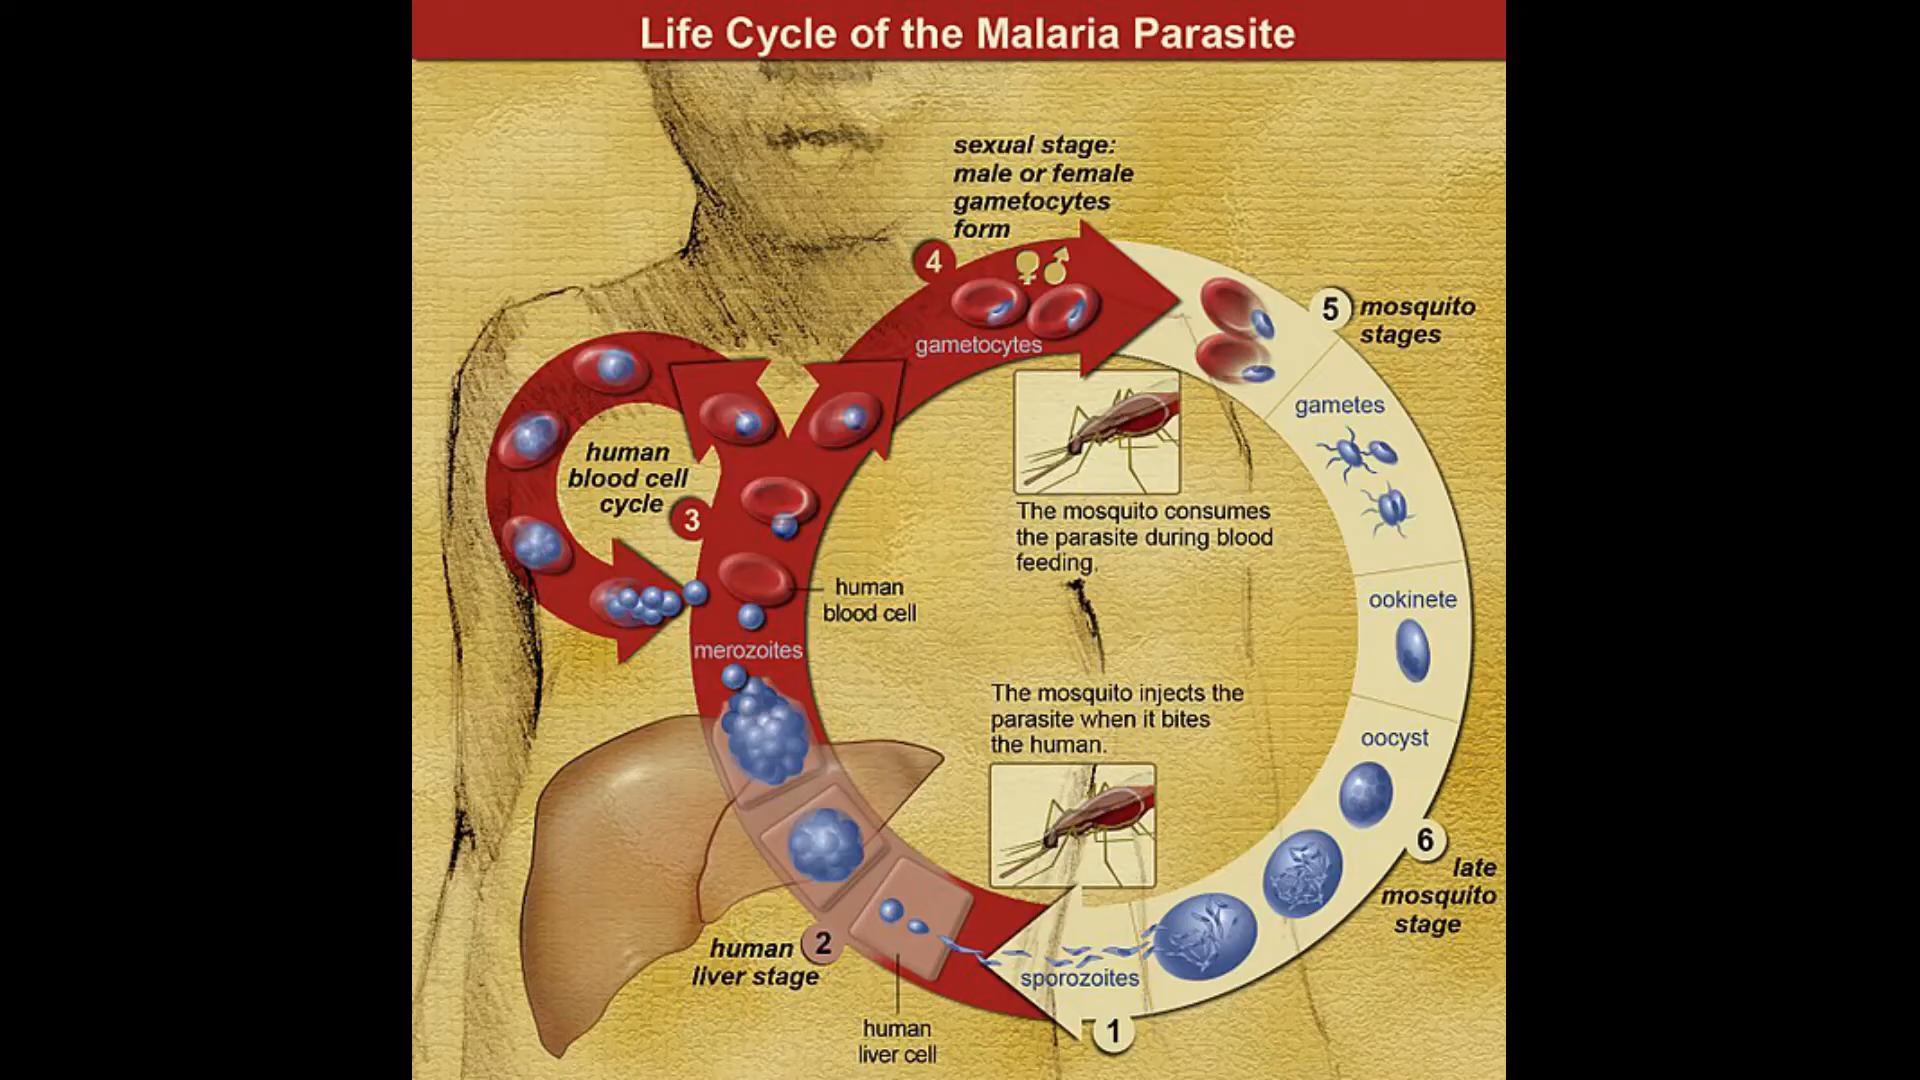 Life Cycle of the Malaria Parasite
sexual stage:
male or female
gametocytes
form
4
gametocytes
5
mosquito
stages
gametes
human
blood cell
cycle
3
The mosquito consumes
the parasite during blood
feeding.
human
blood cell
ookinete
merozoites
The mosquito injects the
parasite when it bites
the human.
oocyst
6
late
mosquito
stage
human
liver stage
2
sporozoites
1
human
liver cell